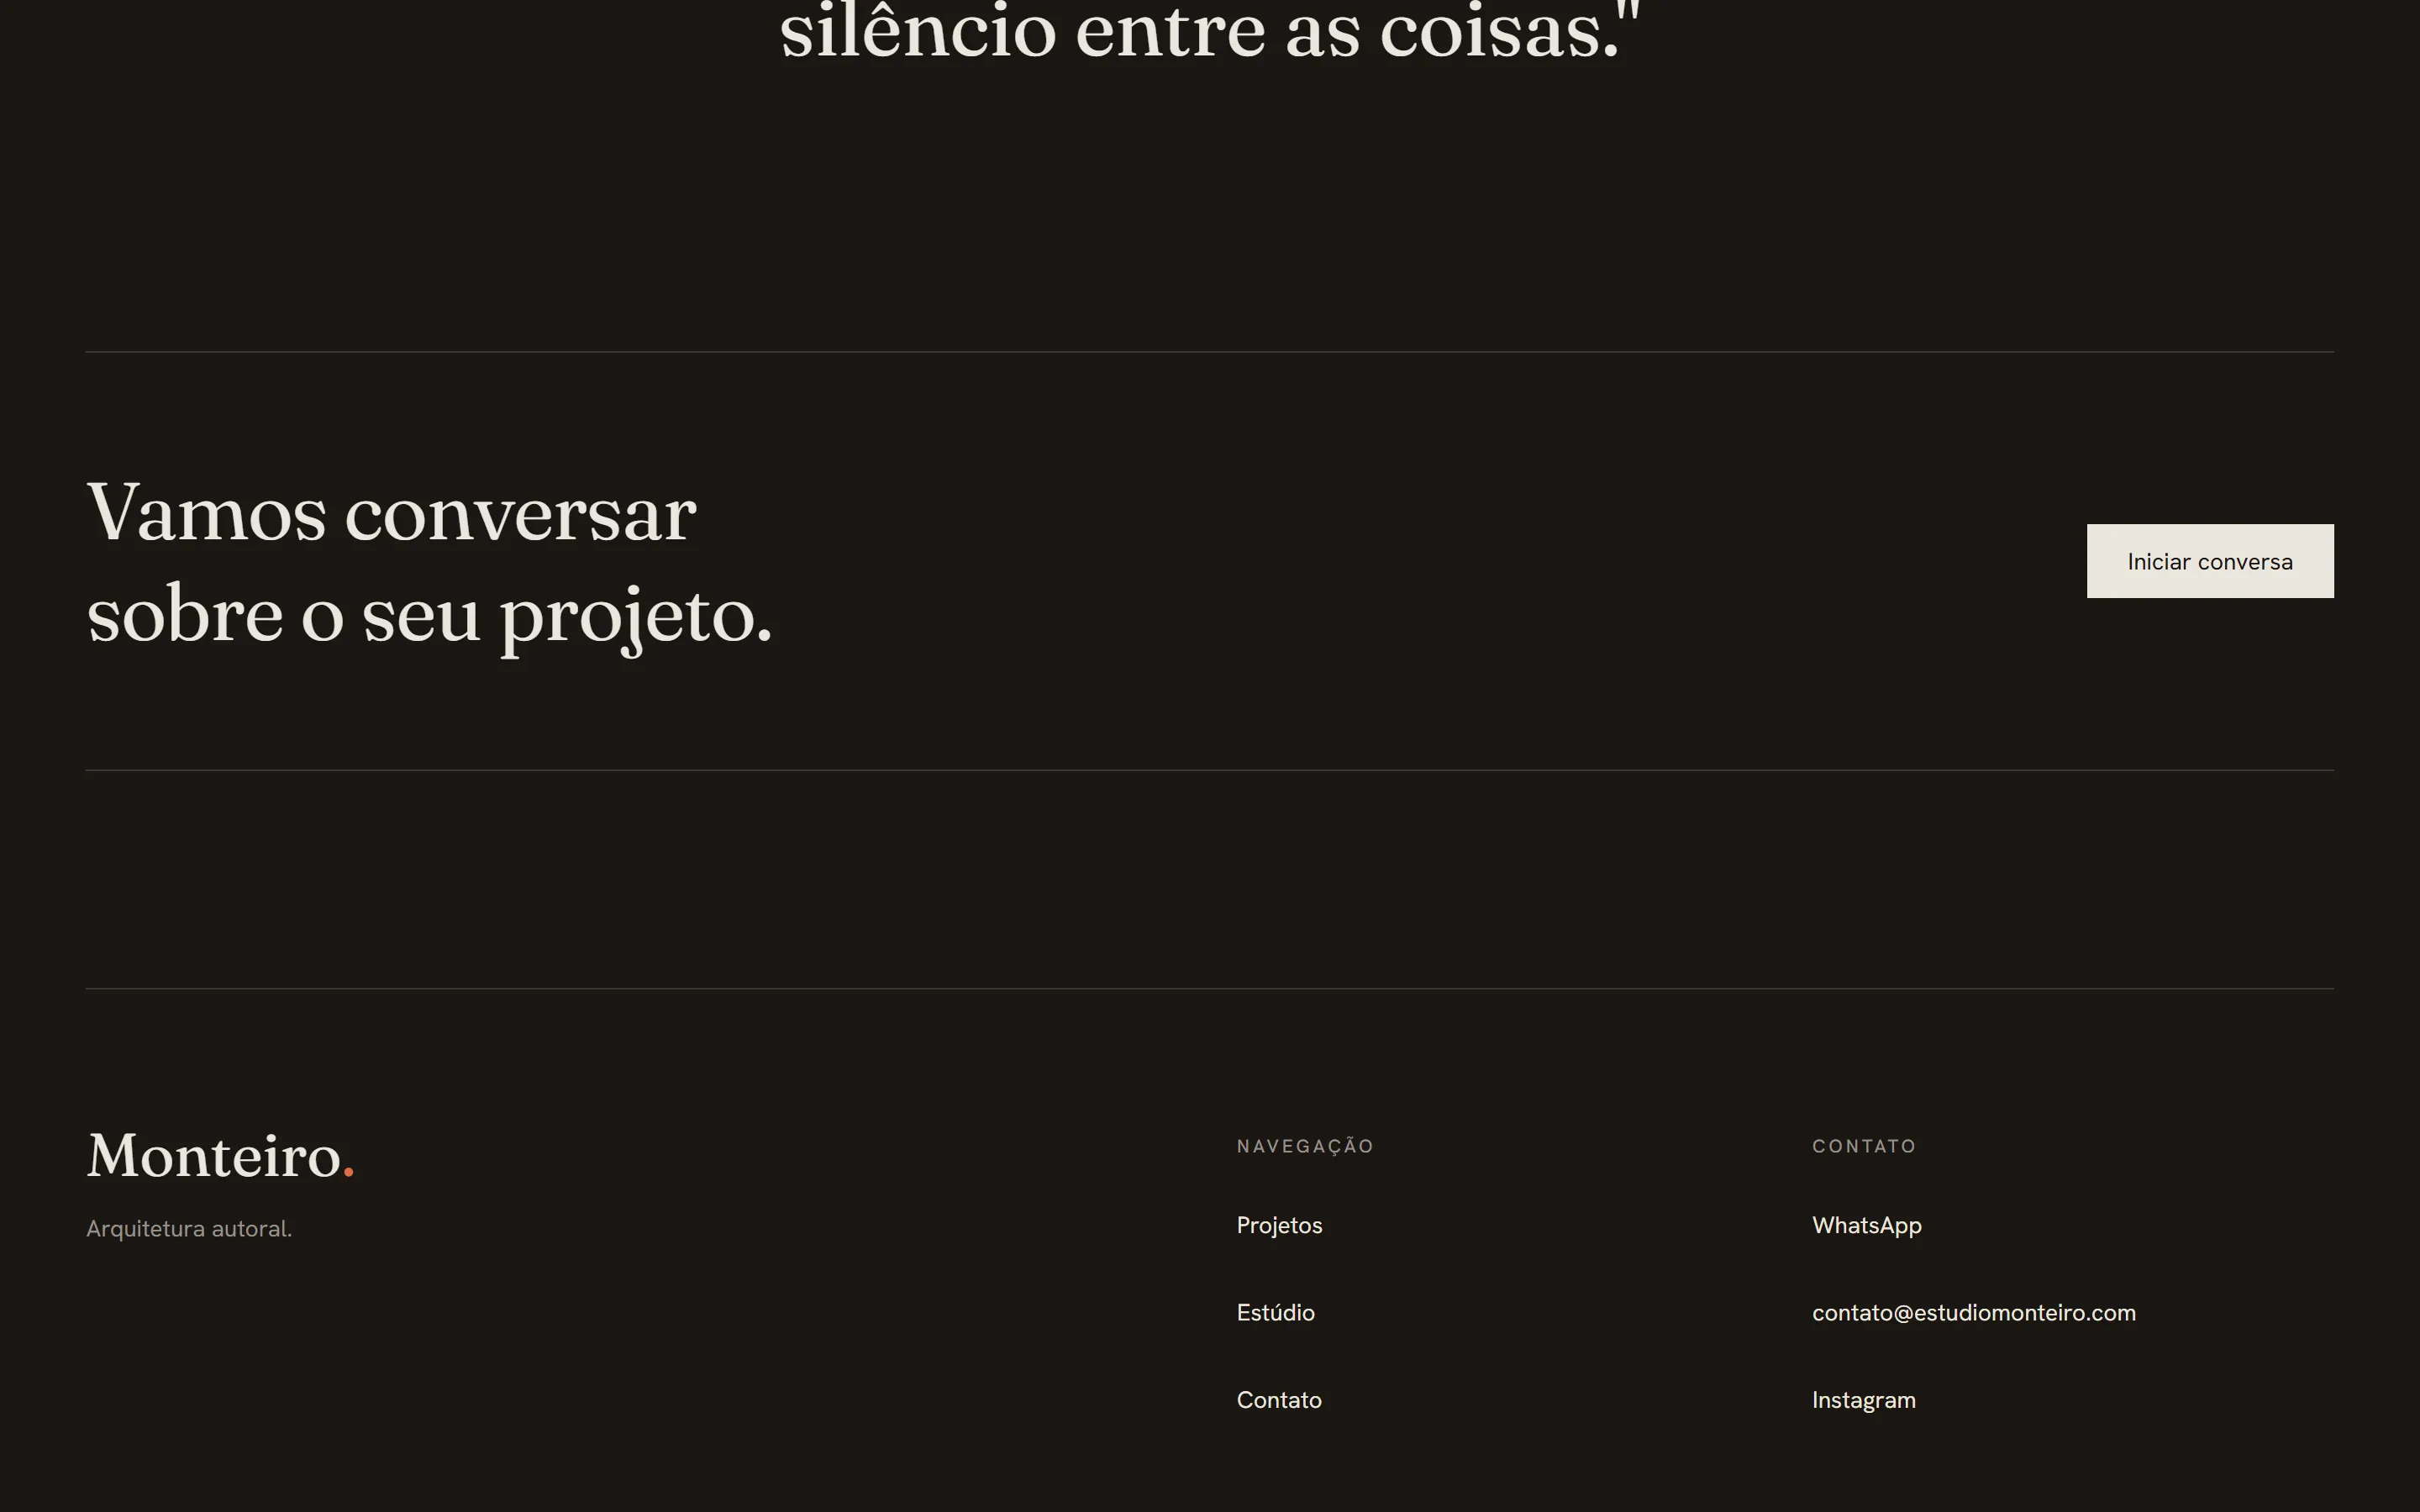 silêncio entre as coisas."
Vamos conversar
sobre o seu projeto.
Iniciar conversa
Monteiro.
Arquitetura autoral.
NAVEGAÇÃO
Projetos
Estúdio
Contato
CONTATO
WhatsApp
contato@estudiomonteiro.com
Instagram